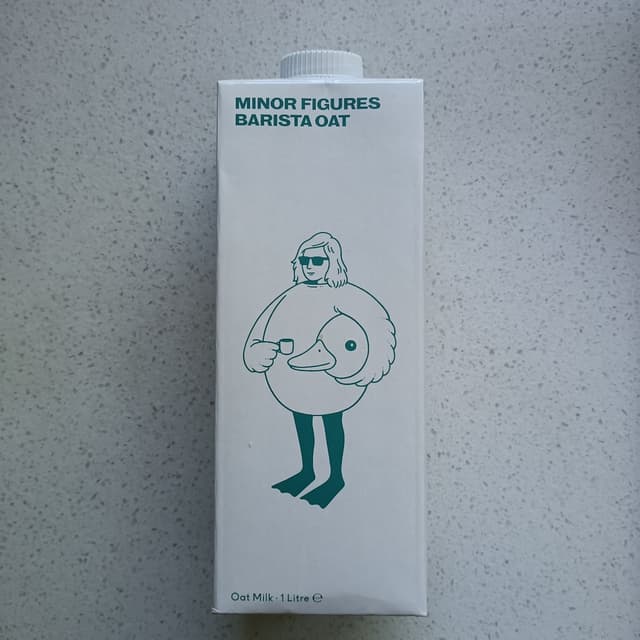 MINOR FIGURES
BARISTA OAT
Oat Milk · 1 Litre ℮